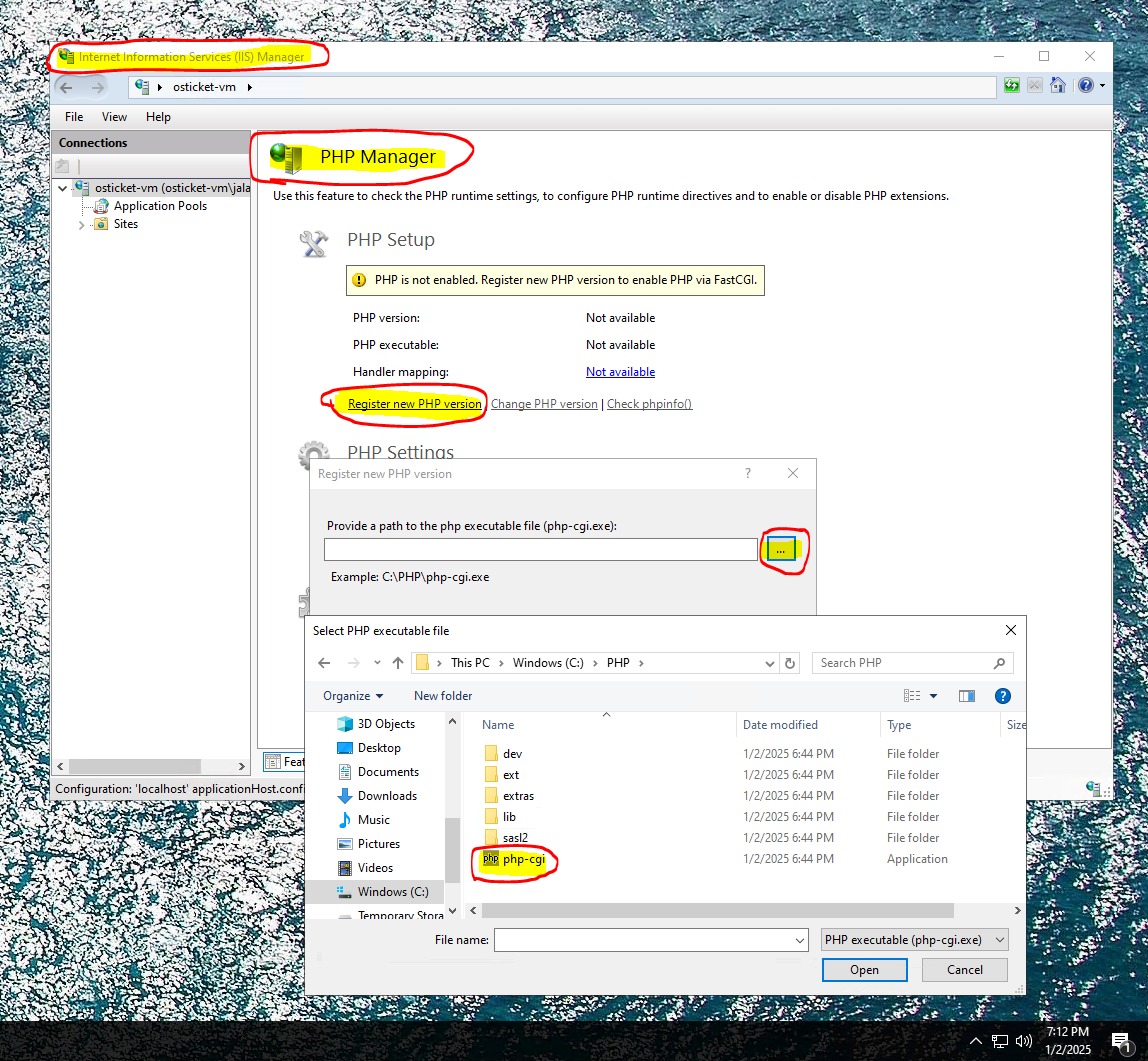 Internet Information Services (IIS) Manager
osticket-vm
File View Help
Connections
osticket-vm (osticket-vm\jala
Application Pools
Sites
PHP Manager
Use this feature to check the PHP runtime settings, to configure PHP runtime directives and to enable or disable PHP extensions.
PHP Setup
PHP is not enabled. Register new PHP version to enable PHP via FastCGI.
PHP version: Not available
PHP executable: Not available
Handler mapping: Not available
Register new PHP version Change PHP version | Check phpinfo()
PHP Settings
Register new PHP version ?
Provide a path to the php executable file (php-cgi.exe):
...
Example: C:\PHP\php-cgi.exe
Select PHP executable file
This PC Windows (C:) PHP
Search PHP
Organize New folder
?
3D Objects
Desktop
Documents
Downloads
Music
Pictures
Videos
Windows (C:)
Temporary Stora
Name Date modified Type Size
dev 1/2/2025 6:44 PM File folder
ext 1/2/2025 6:44 PM File folder
extras 1/2/2025 6:44 PM File folder
lib 1/2/2025 6:44 PM File folder
sasl2 1/2/2025 6:44 PM File folder
php php-cgi 1/2/2025 6:44 PM Application
File name: PHP executable (php-cgi.exe)
Open Cancel
Feat
Configuration: 'localhost' applicationHost.confi
7:12 PM
1/2/2025
1